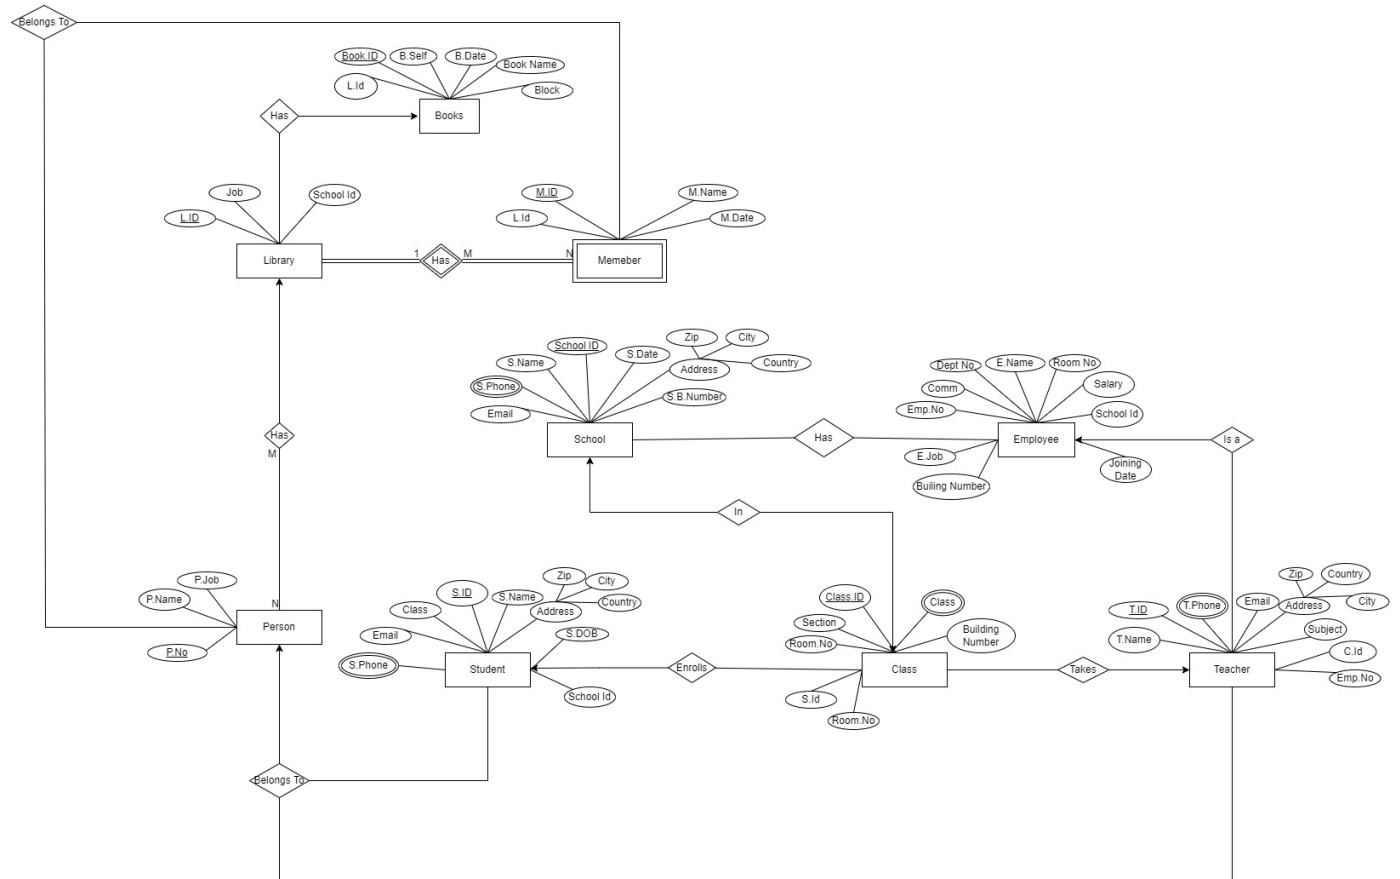 Belongs To
Book.ID
B.Self
B.Date
Book Name
L.Id
Block
Has
Books
Job
School Id
L.ID
M.ID
M.Name
L.Id
M.Date
Library
1
Has
M
N
Memeber
School ID
S.Name
S.Date
Zip
City
Address
Country
S.Phone
S.B.Number
Email
School
Has
Dept No
E.Name
Room No
Comm
Salary
Emp.No
School Id
Employee
Is a
E.Job
Builing Number
Joining
Date
Has
M
In
P.Job
P.Name
N
Person
P.No
Zip
City
S.ID
S.Name
Country
Class
Address
Email
S.DOB
S.Phone
Student
School Id
Enrolls
Class.ID
Class
Section
Room.No
Building
Number
Class
S.Id
Room.No
Takes
Zip
Country
T.ID
T.Phone
Email
Address
City
T.Name
Subject
C.Id
Teacher
Emp.No
Belongs To